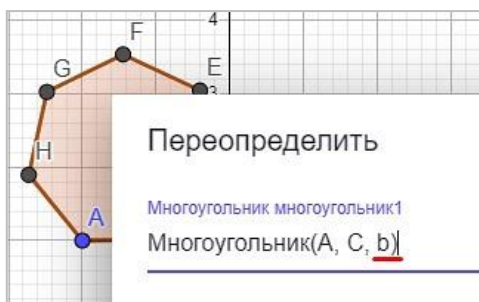 4
F
G
E
3
H
A
Переопределить
Многоугольник многоугольник1
Многоугольник(A, C, b)